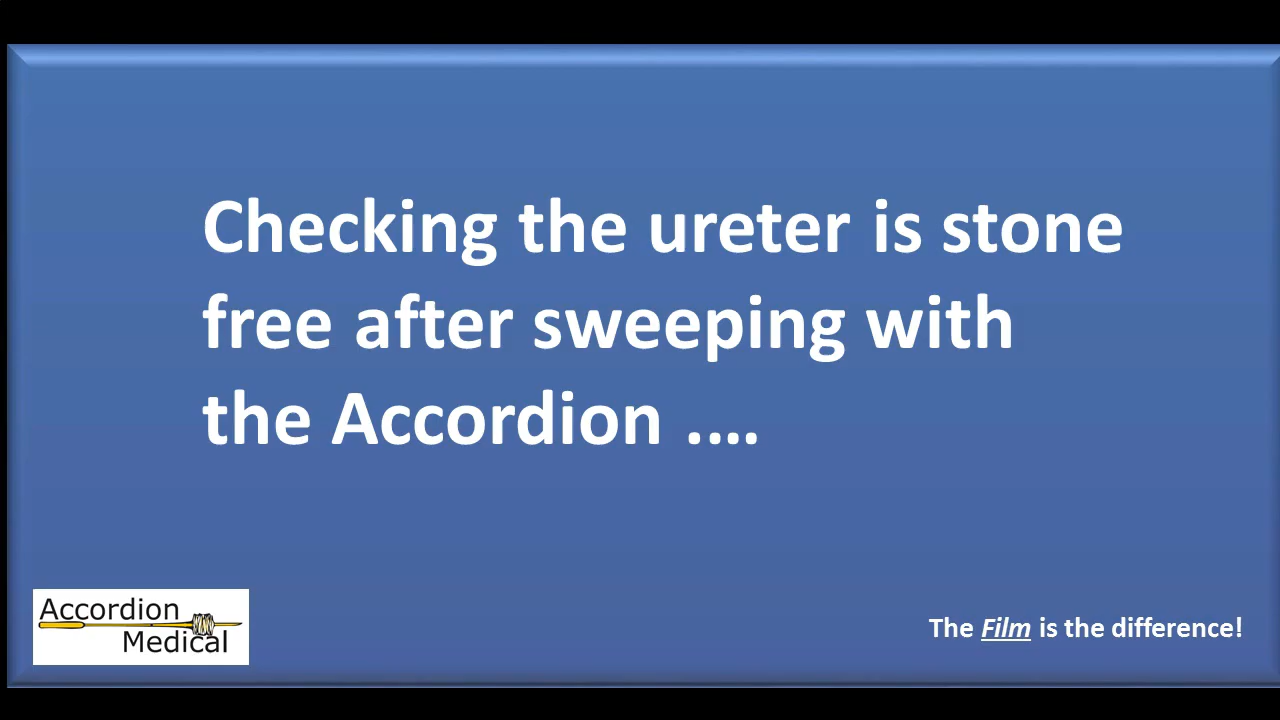 Checking the ureter is stone
free after sweeping with
the Accordion ....
Accordion
Medical
The Film is the difference!